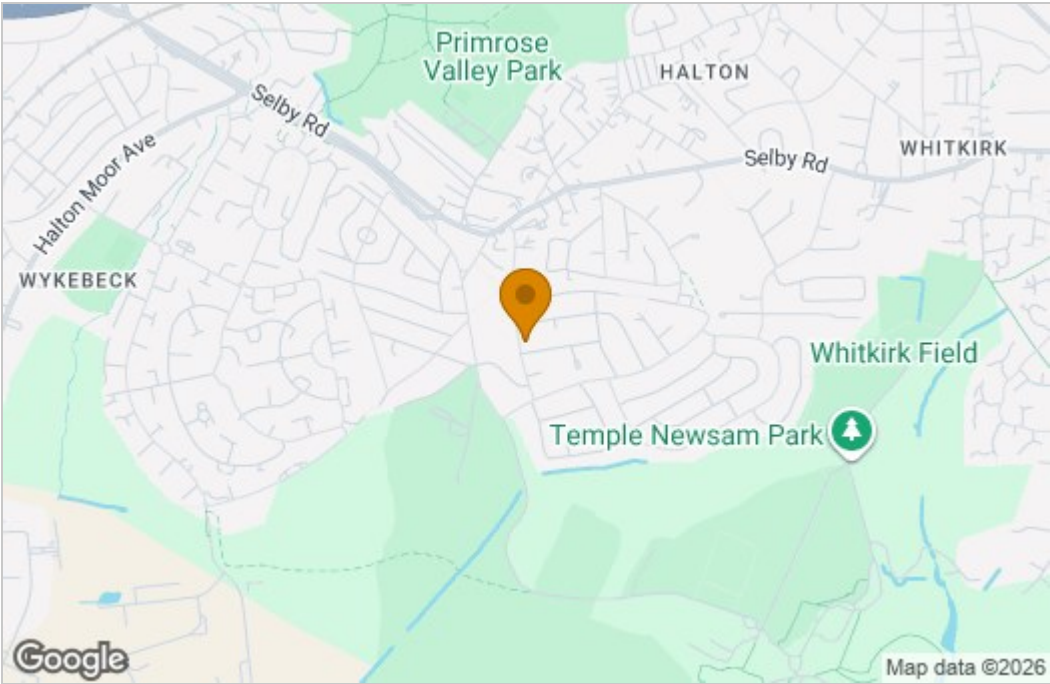 Primrose
Valley Park
HALTON
Selby Rd
Halton Moor Ave
Selby Rd
WHITKIRK
WYKEBECK
Whitkirk Field
Temple Newsam Park
Google
Map data ©2026